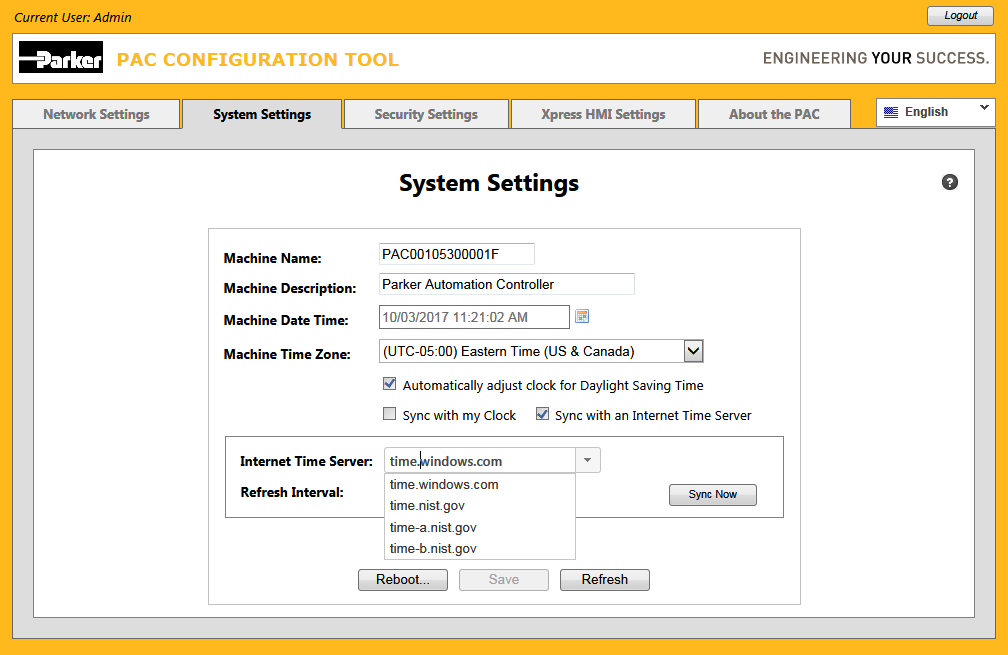 Current User: Admin
Logout
Parker
PAC CONFIGURATION TOOL
ENGINEERING YOUR SUCCESS.
Network Settings
System Settings
Security Settings
Xpress HMI Settings
About the PAC
English
System Settings
?
Machine Name: PAC00105300001F
Machine Description: Parker Automation Controller
Machine Date Time: 10/03/2017 11:21:02 AM
Machine Time Zone: (UTC-05:00) Eastern Time (US & Canada)
Automatically adjust clock for Daylight Saving Time
Sync with my Clock Sync with an Internet Time Server
Internet Time Server: time.windows.com
time.windows.com
Refresh Interval:
Sync Now
time.nist.gov
time-a.nist.gov
time-b.nist.gov
Reboot... Save Refresh